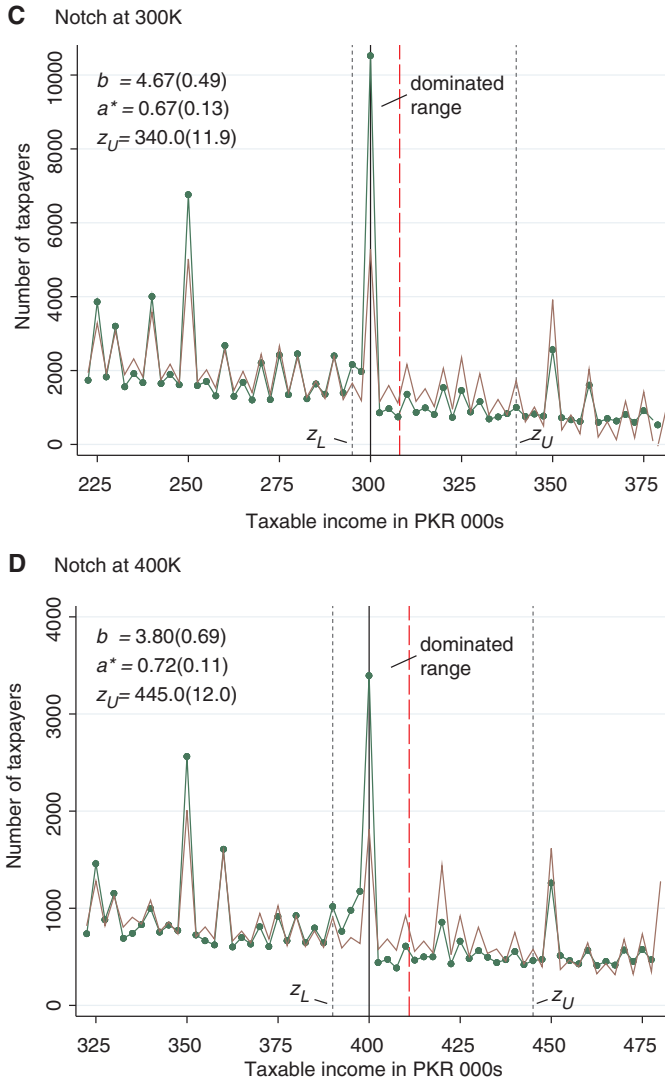 C Notch at 300K
Number of taxpayers
10000
8000
6000
4000
2000
0
b = 4.67(0.49)
a* = 0.67(0.13)
z_U = 340.0(11.9)
dominated
range
z_L
z_U
225 250 275 300 325 350 375
Taxable income in PKR 000s
D Notch at 400K
Number of taxpayers
4000
3000
2000
1000
0
b = 3.80(0.69)
a* = 0.72(0.11)
z_U = 445.0(12.0)
dominated
range
z_L
z_U
325 350 375 400 425 450 475
Taxable income in PKR 000s